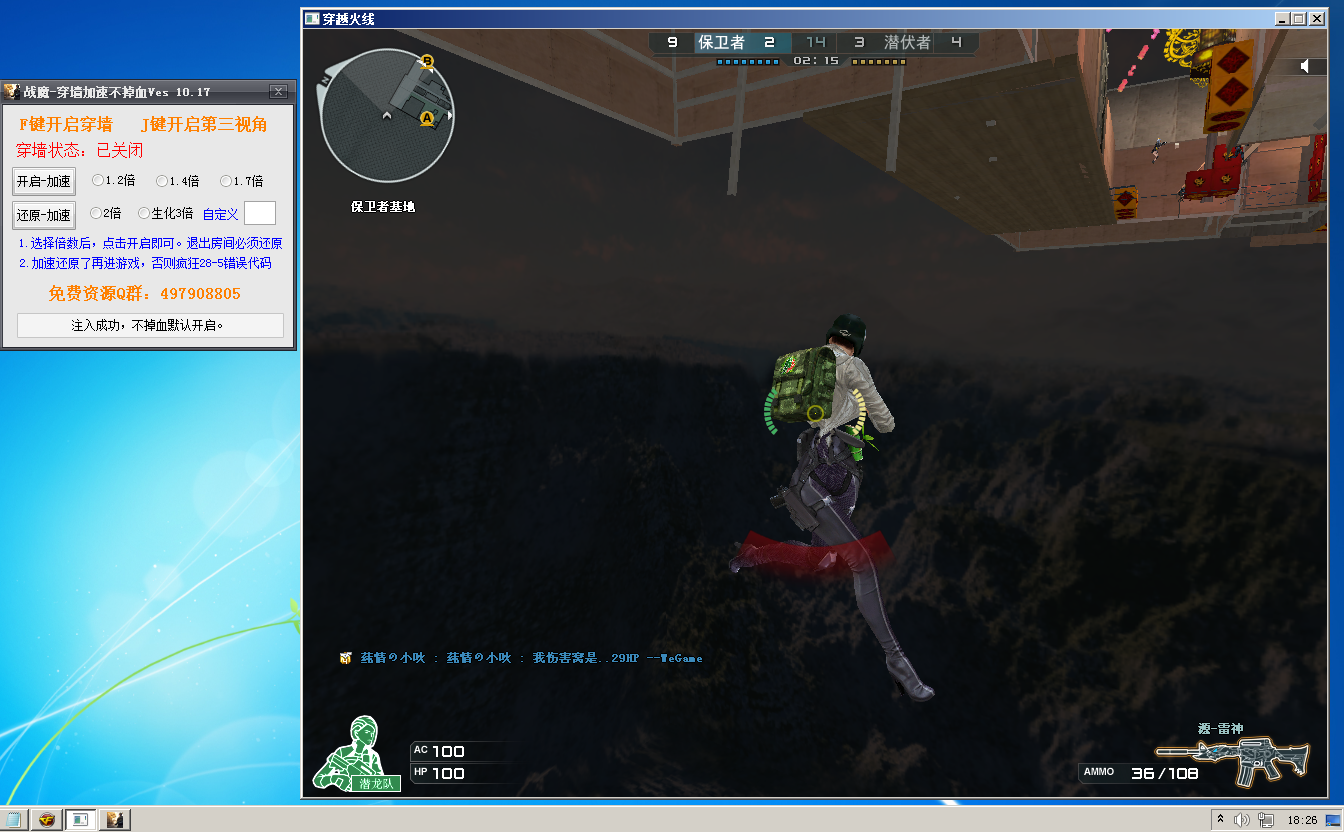 战魔-穿墙加速不掉血Ves 10.17
F键开启穿墙 J键开启第三视角
穿墙状态: 已关闭
开启-加速 1.2倍 1.4倍 1.7倍
还原-加速 2倍 生化3倍 自定义
1.选择倍数后，点击开启即可。退出房间必须还原
2.加速还原了再进游戏，否则疯狂28-5错误代码
免费资源Q群: 497908805
注入成功，不掉血默认开启。
穿越火线
9 保卫者 2 14 3 潜伏者 4
02:15
N
B
A
保卫者基地
我伤害窝是..29HP --WeGame
AC 100
HP 100
潜龙队
源-雷神
AMMO 36/108
18:26